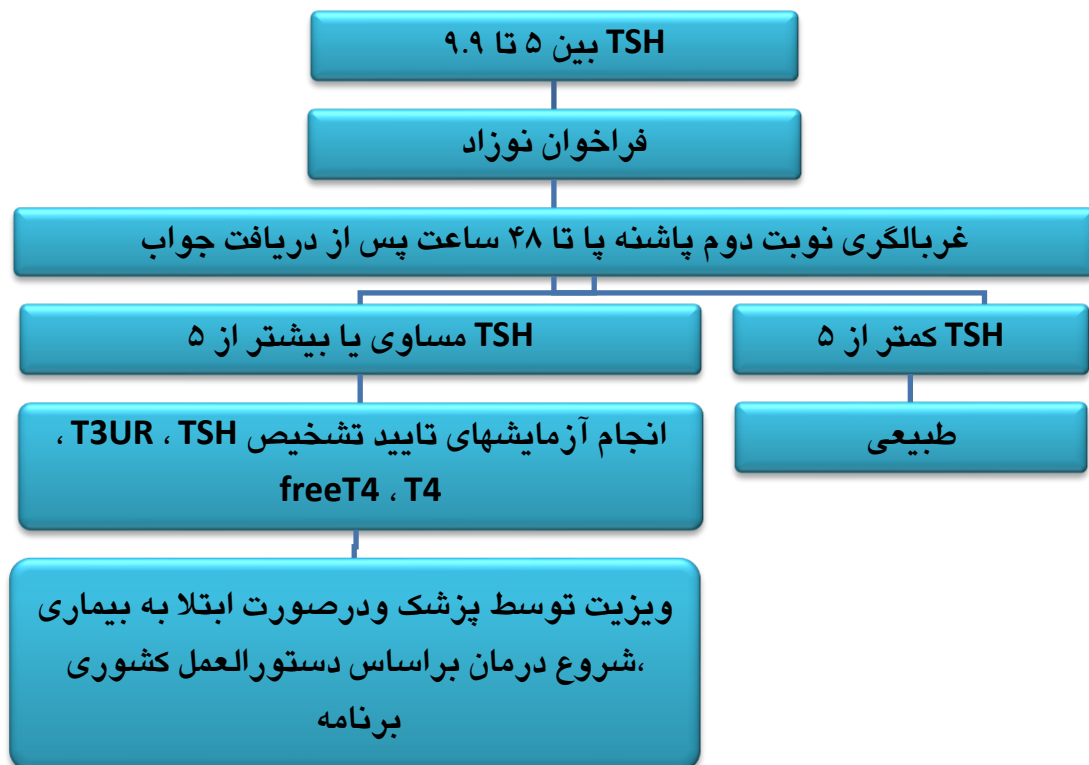 TSH بین ۵ تا ۹.۹
فراخوان نوزاد
غربالگری نوبت دوم پاشنه پا تا ۴۸ ساعت پس از دریافت جواب
TSH کمتر از ۵
TSH مساوی یا بیشتر از ۵
طبیعی
انجام آزمایشهای تایید تشخیص T3UR ، TSH ،
freeT4 ، T4
ویزیت توسط پزشک ودرصورت ابتلا به بیماری
،شروع درمان براساس دستورالعمل کشوری
برنامه